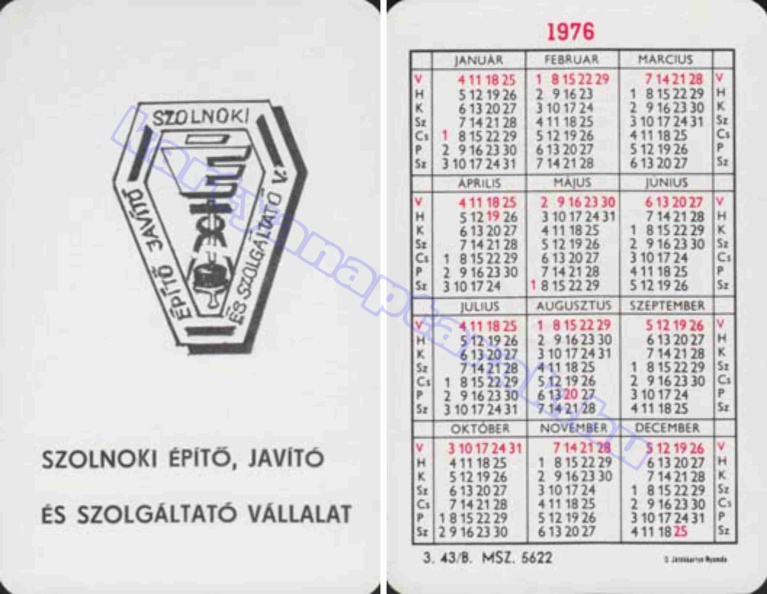 SZOLNOKI
ÉPÍTŐ JAVÍTÓ
ÉS SZOLGÁLTATÓ V.
SZOLNOKI ÉPÍTŐ, JAVÍTÓ
ÉS SZOLGÁLTATÓ VÁLLALAT
1976
JANUÁR FEBRUÁR MÁRCIUS
V 4 11 18 25 1 8 15 22 29 7 14 21 28 V
H 5 12 19 26 2 9 16 23 1 8 15 22 29 H
K 6 13 20 27 3 10 17 24 2 9 16 23 30 K
Sz 7 14 21 28 4 11 18 25 3 10 17 24 31 Sz
Cs 1 8 15 22 29 5 12 19 26 4 11 18 25 Cs
P 2 9 16 23 30 6 13 20 27 5 12 19 26 P
Sz 3 10 17 24 31 7 14 21 28 6 13 20 27 Sz
ÁPRILIS MÁJUS JÚNIUS
V 4 11 18 25 2 9 16 23 30 6 13 20 27 V
H 5 12 19 26 3 10 17 24 31 7 14 21 28 H
K 6 13 20 27 4 11 18 25 1 8 15 22 29 K
Sz 7 14 21 28 5 12 19 26 2 9 16 23 30 Sz
Cs 1 8 15 22 29 6 13 20 27 3 10 17 24 Cs
P 2 9 16 23 30 7 14 21 28 4 11 18 25 P
Sz 3 10 17 24 1 8 15 22 29 5 12 19 26 Sz
JÚLIUS AUGUSZTUS SZEPTEMBER
V 4 11 18 25 1 8 15 22 29 5 12 19 26 V
H 5 12 19 26 2 9 16 23 30 6 13 20 27 H
K 6 13 20 27 3 10 17 24 31 7 14 21 28 K
Sz 7 14 21 28 4 11 18 25 1 8 15 22 29 Sz
Cs 1 8 15 22 29 5 12 19 26 2 9 16 23 30 Cs
P 2 9 16 23 30 6 13 20 27 3 10 17 24 P
Sz 3 10 17 24 31 7 14 21 28 4 11 18 25 Sz
OKTÓBER NOVEMBER DECEMBER
V 3 10 17 24 31 7 14 21 28 5 12 19 26 V
H 4 11 18 25 1 8 15 22 29 6 13 20 27 H
K 5 12 19 26 2 9 16 23 30 7 14 21 28 K
Sz 6 13 20 27 3 10 17 24 1 8 15 22 29 Sz
Cs 7 14 21 28 4 11 18 25 2 9 16 23 30 Cs
P 1 8 15 22 29 5 12 19 26 3 10 17 24 31 P
Sz 2 9 16 23 30 6 13 20 27 4 11 18 25 Sz
3. 43/B. MSZ. 5622
Játékkártya Nyomda